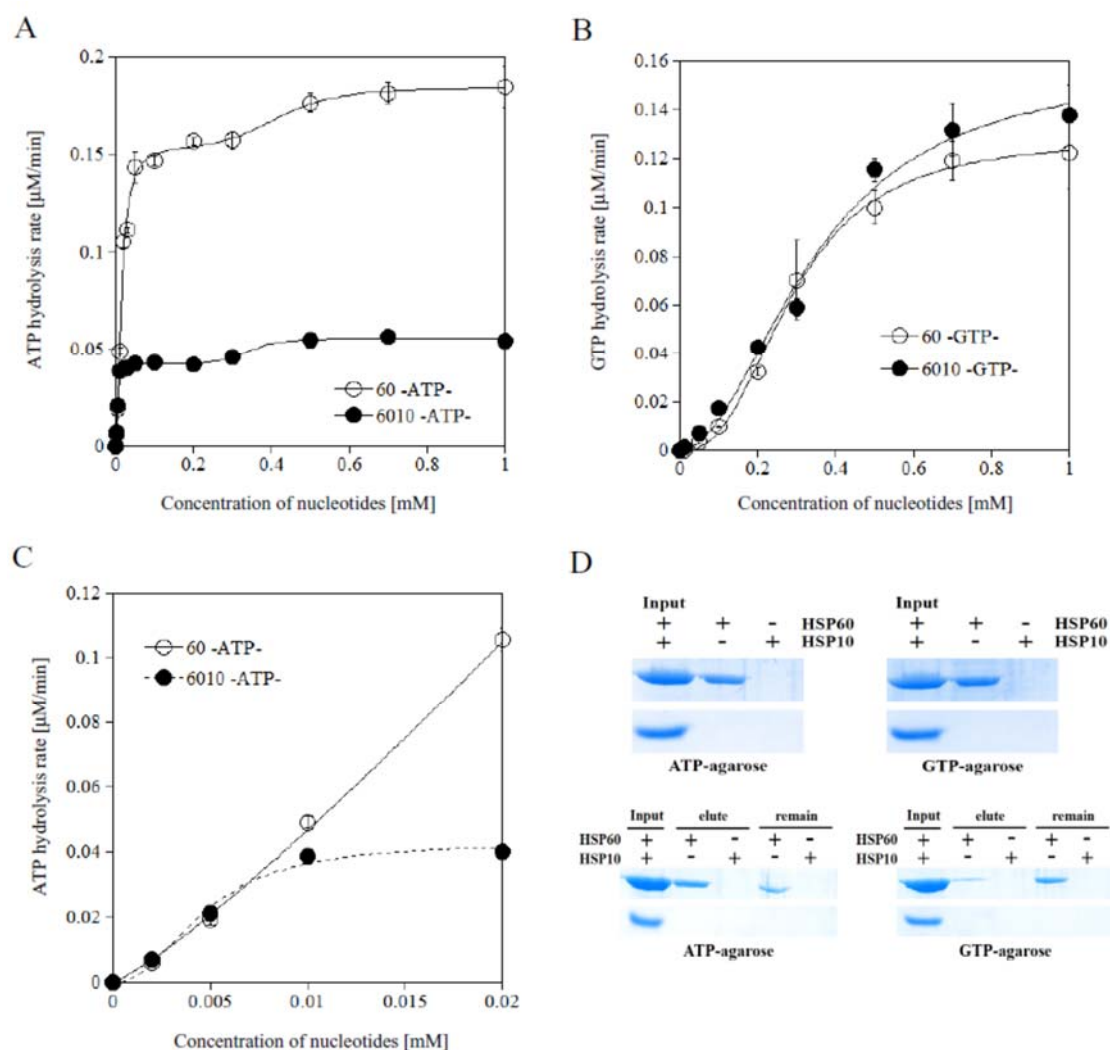 A
ATP hydrolysis rate [μM/min]
0.2
0.15
0.1
0.05
0
60 -ATP-
6010 -ATP-
0 0.2 0.4 0.6 0.8 1
Concentration of nucleotides [mM]
B
GTP hydrolysis rate [μM/min]
0.16
0.14
0.12
0.1
0.08
0.06
0.04
0.02
0
60 -GTP-
6010 -GTP-
0 0.2 0.4 0.6 0.8 1
Concentration of nucleotides [mM]
C
ATP hydrolysis rate [μM/min]
0.12
0.1
0.08
0.06
0.04
0.02
0
60 -ATP-
6010 -ATP-
0 0.005 0.01 0.015 0.02
Concentration of nucleotides [mM]
D
Input
+ + - HSP60
+ - + HSP10
ATP-agarose
Input
+ + - HSP60
+ - + HSP10
GTP-agarose
Input elute remain
HSP60 + + - + -
HSP10 + - + - +
ATP-agarose
Input elute remain
HSP60 + + - + -
HSP10 + - + - +
GTP-agarose